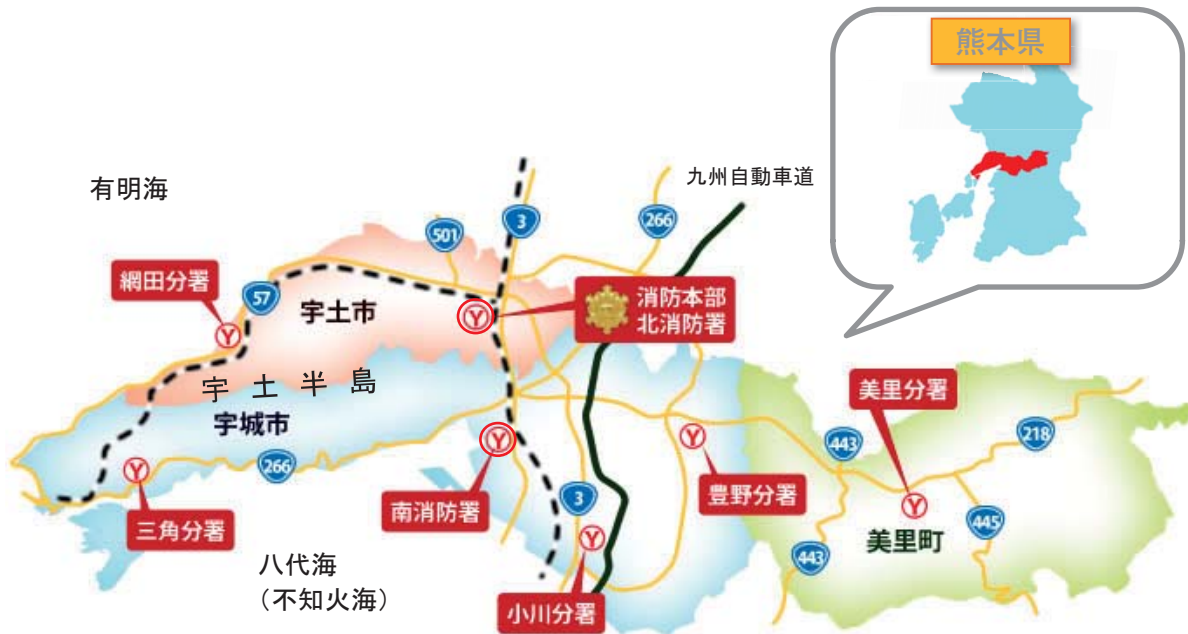 熊本県
有明海
九州自動車道
3
266
501
網田分署
57
宇土市
消防本部
北消防署
宇土半島
宇城市
美里分署
443
218
266
南消防署
豊野分署
3
三角分署
445
美里町
443
八代海
(不知火海)
小川分署
Y
Y
Y
Y
Y
Y
Y